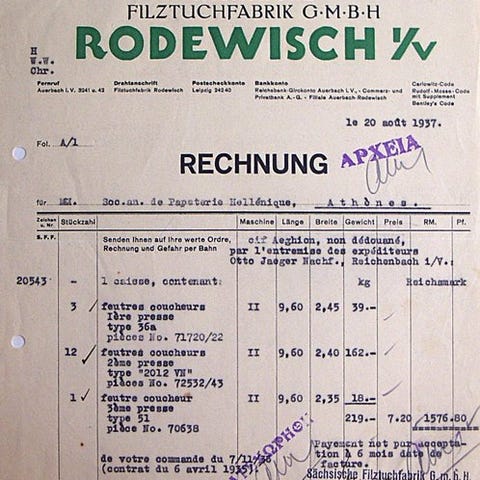 FILZTUCHFABRIK G·M·B·H
RODEWISCH i/V
H
W.W.
Chr.
Fernruf Drahtanschrift Postscheckkonto Bankkonto Carlowitz-Code
Auerbach i.V. 3241 u. 42 Filztuchfabrik Rodewisch Leipzig 34240 Reichsbank-Girokonto Auerbach i.V., - Commerz- und Rudolf-Mosse-Code
Privatbank A.-G. - Filiale Auerbach-Rodewisch mit Supplement
Bentley's Code
le 20 août 1937.
Fol. A/1
RECHNUNG ΑΡΧΕΙΑ
für MM. Soc.an. de Papeterie Hellénique, Athènes.
Zeichen u. Nr. Stückzahl Maschine Länge Breite Gewicht Preis RM. Pf.
S.F.F. Senden Ihnen auf Ihre werte Ordre, cif Aeghion, non dédouané,
Rechnung und Gefahr per Bahn par l'entremise des expéditeurs
Otto Jaeger Nachf., Reichenbach i/V.:
20543 - 1 caisse, contenant: kg Reichsmark
3 feutres coucheurs II 9,60 2,45 39.-
1ère presse
type 36a
pièces No. 71720/22
12 feutres coucheurs II 9,60 2,40 162.-
2ème presse
type "2012 VN"
pièces No. 72532/43
1 feutre coucheur II 9,60 2,35 18.-
3ème presse 219.- 7.20 1576.80
type 51
pièce No. 70638
Payement net par accepta-
de votre commande du 7/11/36 tion à 6 mois date de
(contrat du 6 avril 1935). facture.
Sächsische Filztuchfabrik G.m.b.H.